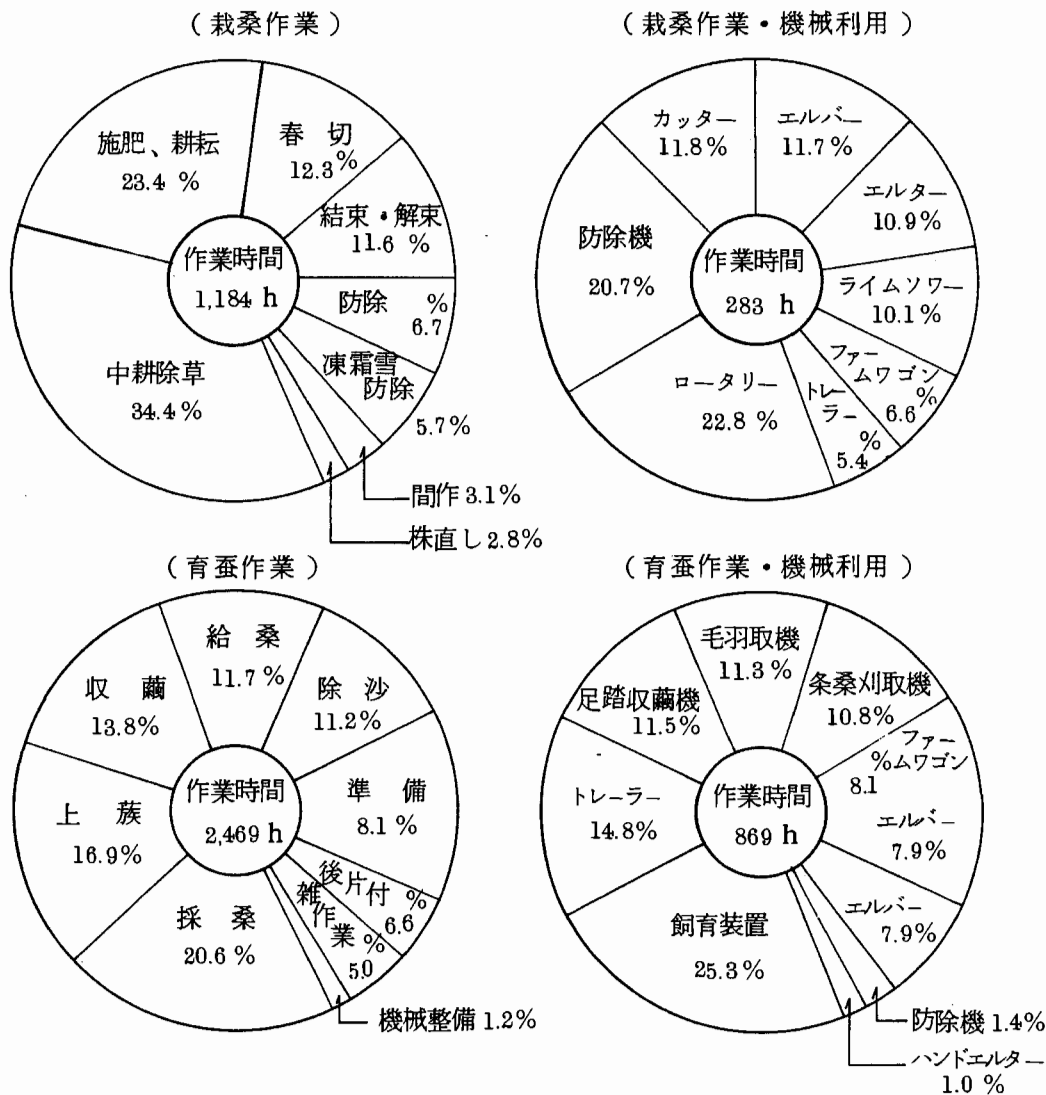 (栽桑作業)
施肥、耕耘
23.4 %
春 切
12.3%
結束・解束
11.6 %
防除
6.7%
凍霜雪
防除
5.7%
間作 3.1%
株直し 2.8%
中耕除草
34.4%
作業時間
1,184 h
(栽桑作業・機械利用)
カッター
11.8%
エルバー
11.7%
エルター
10.9%
ライムソワー
10.1%
ファー
ムワゴン
6.6%
トレー
ラー
5.4%
ロータリー
22.8 %
防除機
20.7%
作業時間
283 h
(育蚕作業)
給 桑
11.7 %
除 沙
11.2%
準 備
8.1 %
後片付
6.6%
雑作業
5.0%
機械整備 1.2%
採 桑
20.6 %
上 蔟
16.9%
収 繭
13.8%
作業時間
2,469 h
(育蚕作業・機械利用)
毛羽取機
11.3 %
条桑刈取機
10.8%
ファー
ムワゴン
8.1%
エルバー
7.9%
エルバー
7.9%
防除機 1.4%
ハンドエルター
1.0 %
飼育装置
25.3%
トレーラー
14.8%
足踏収繭機
11.5%
作業時間
869 h